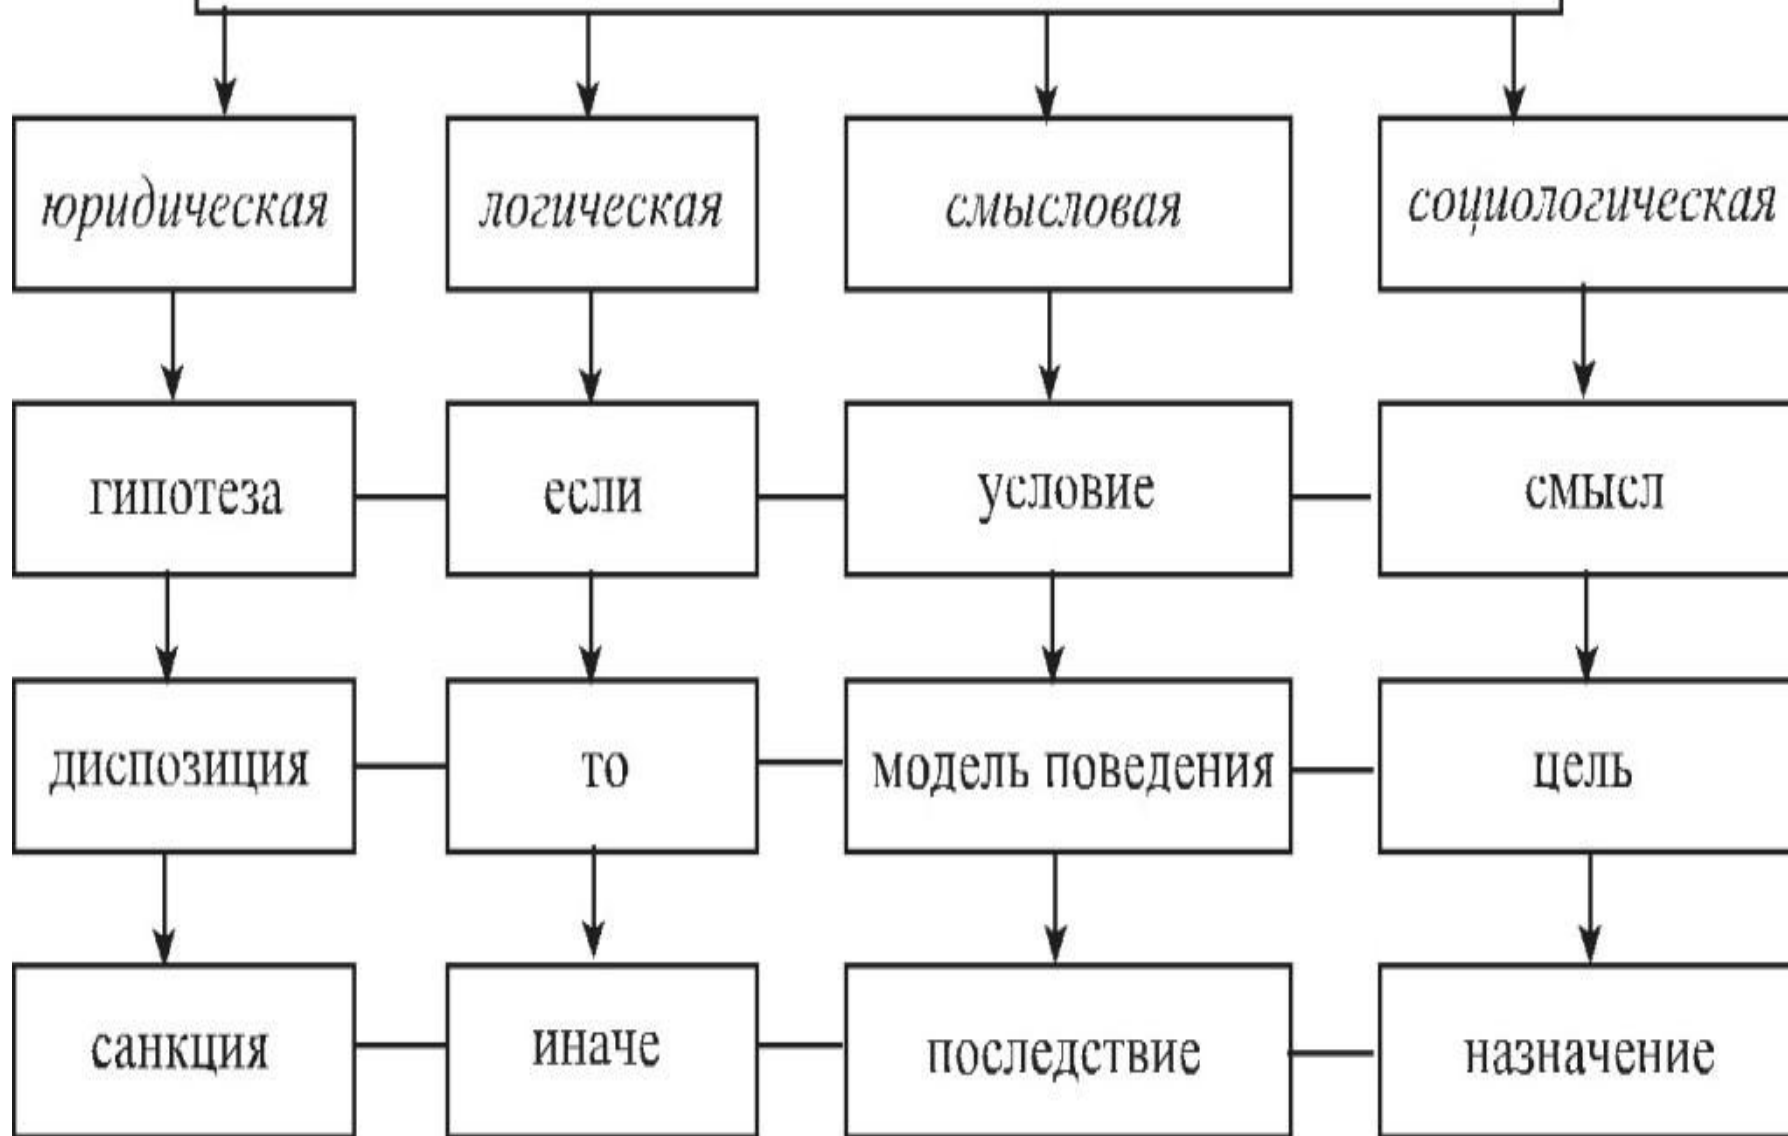 юридическая
логическая
смысловая
социологическая
гипотеза
если
условие
смысл
диспозиция
то
модель поведения
цель
санкция
иначе
последствие
назначение